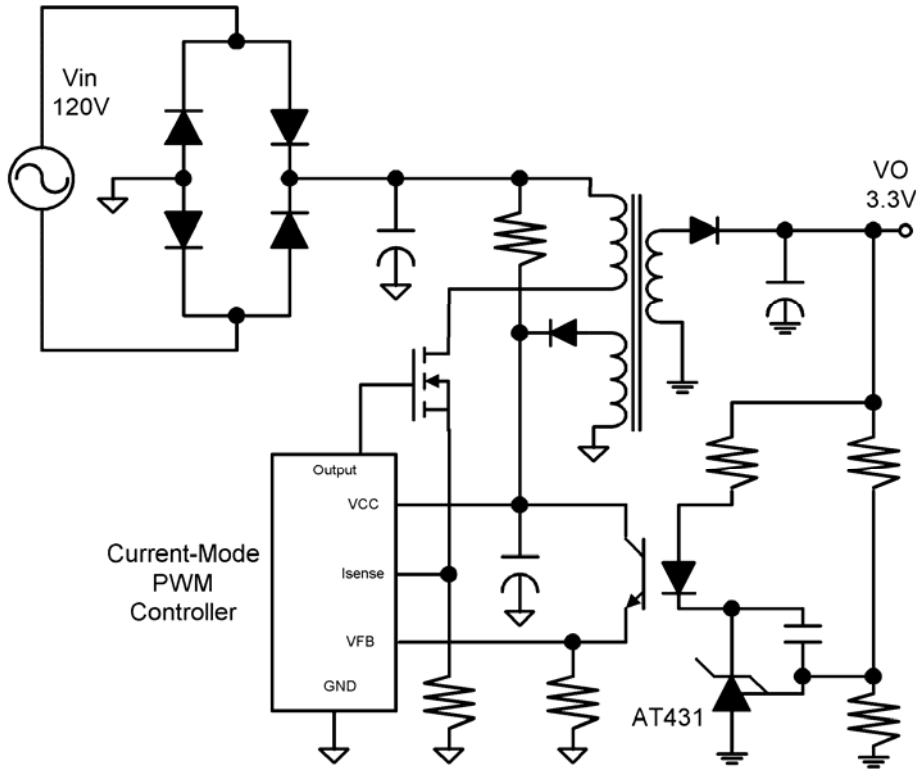 Vin
120V
VO
3.3V
Output
VCC
Current-Mode
PWM
Controller
Isense
VFB
GND
AT431